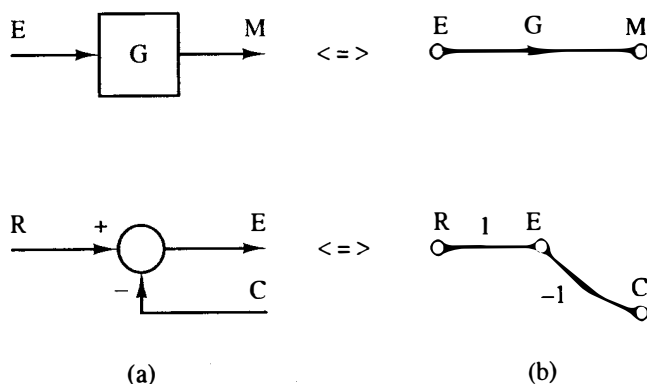 E M E G M
G <=>
R + E R 1 E
<=>
− C −1 C
(a) (b)